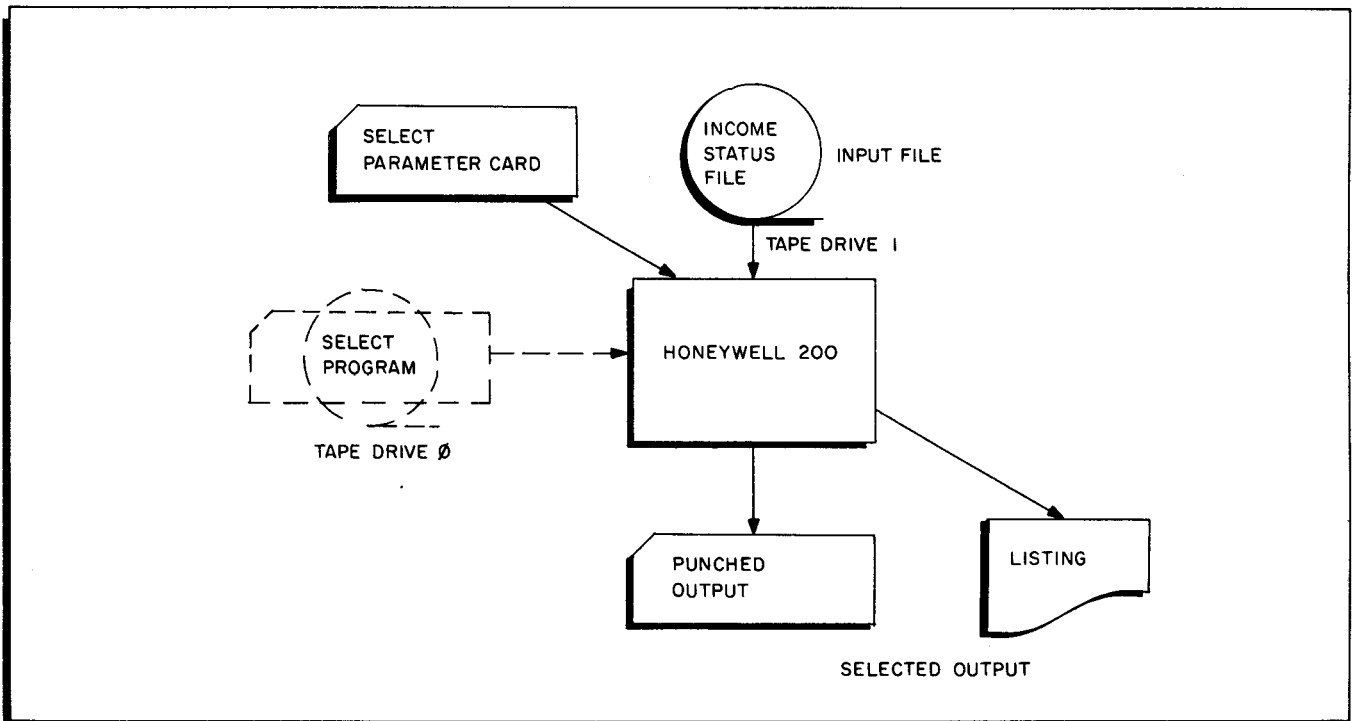 SELECT
PARAMETER CARD
INCOME
STATUS
FILE
INPUT FILE
TAPE DRIVE 1
SELECT
PROGRAM
TAPE DRIVE Ø
HONEYWELL 200
PUNCHED
OUTPUT
LISTING
SELECTED OUTPUT